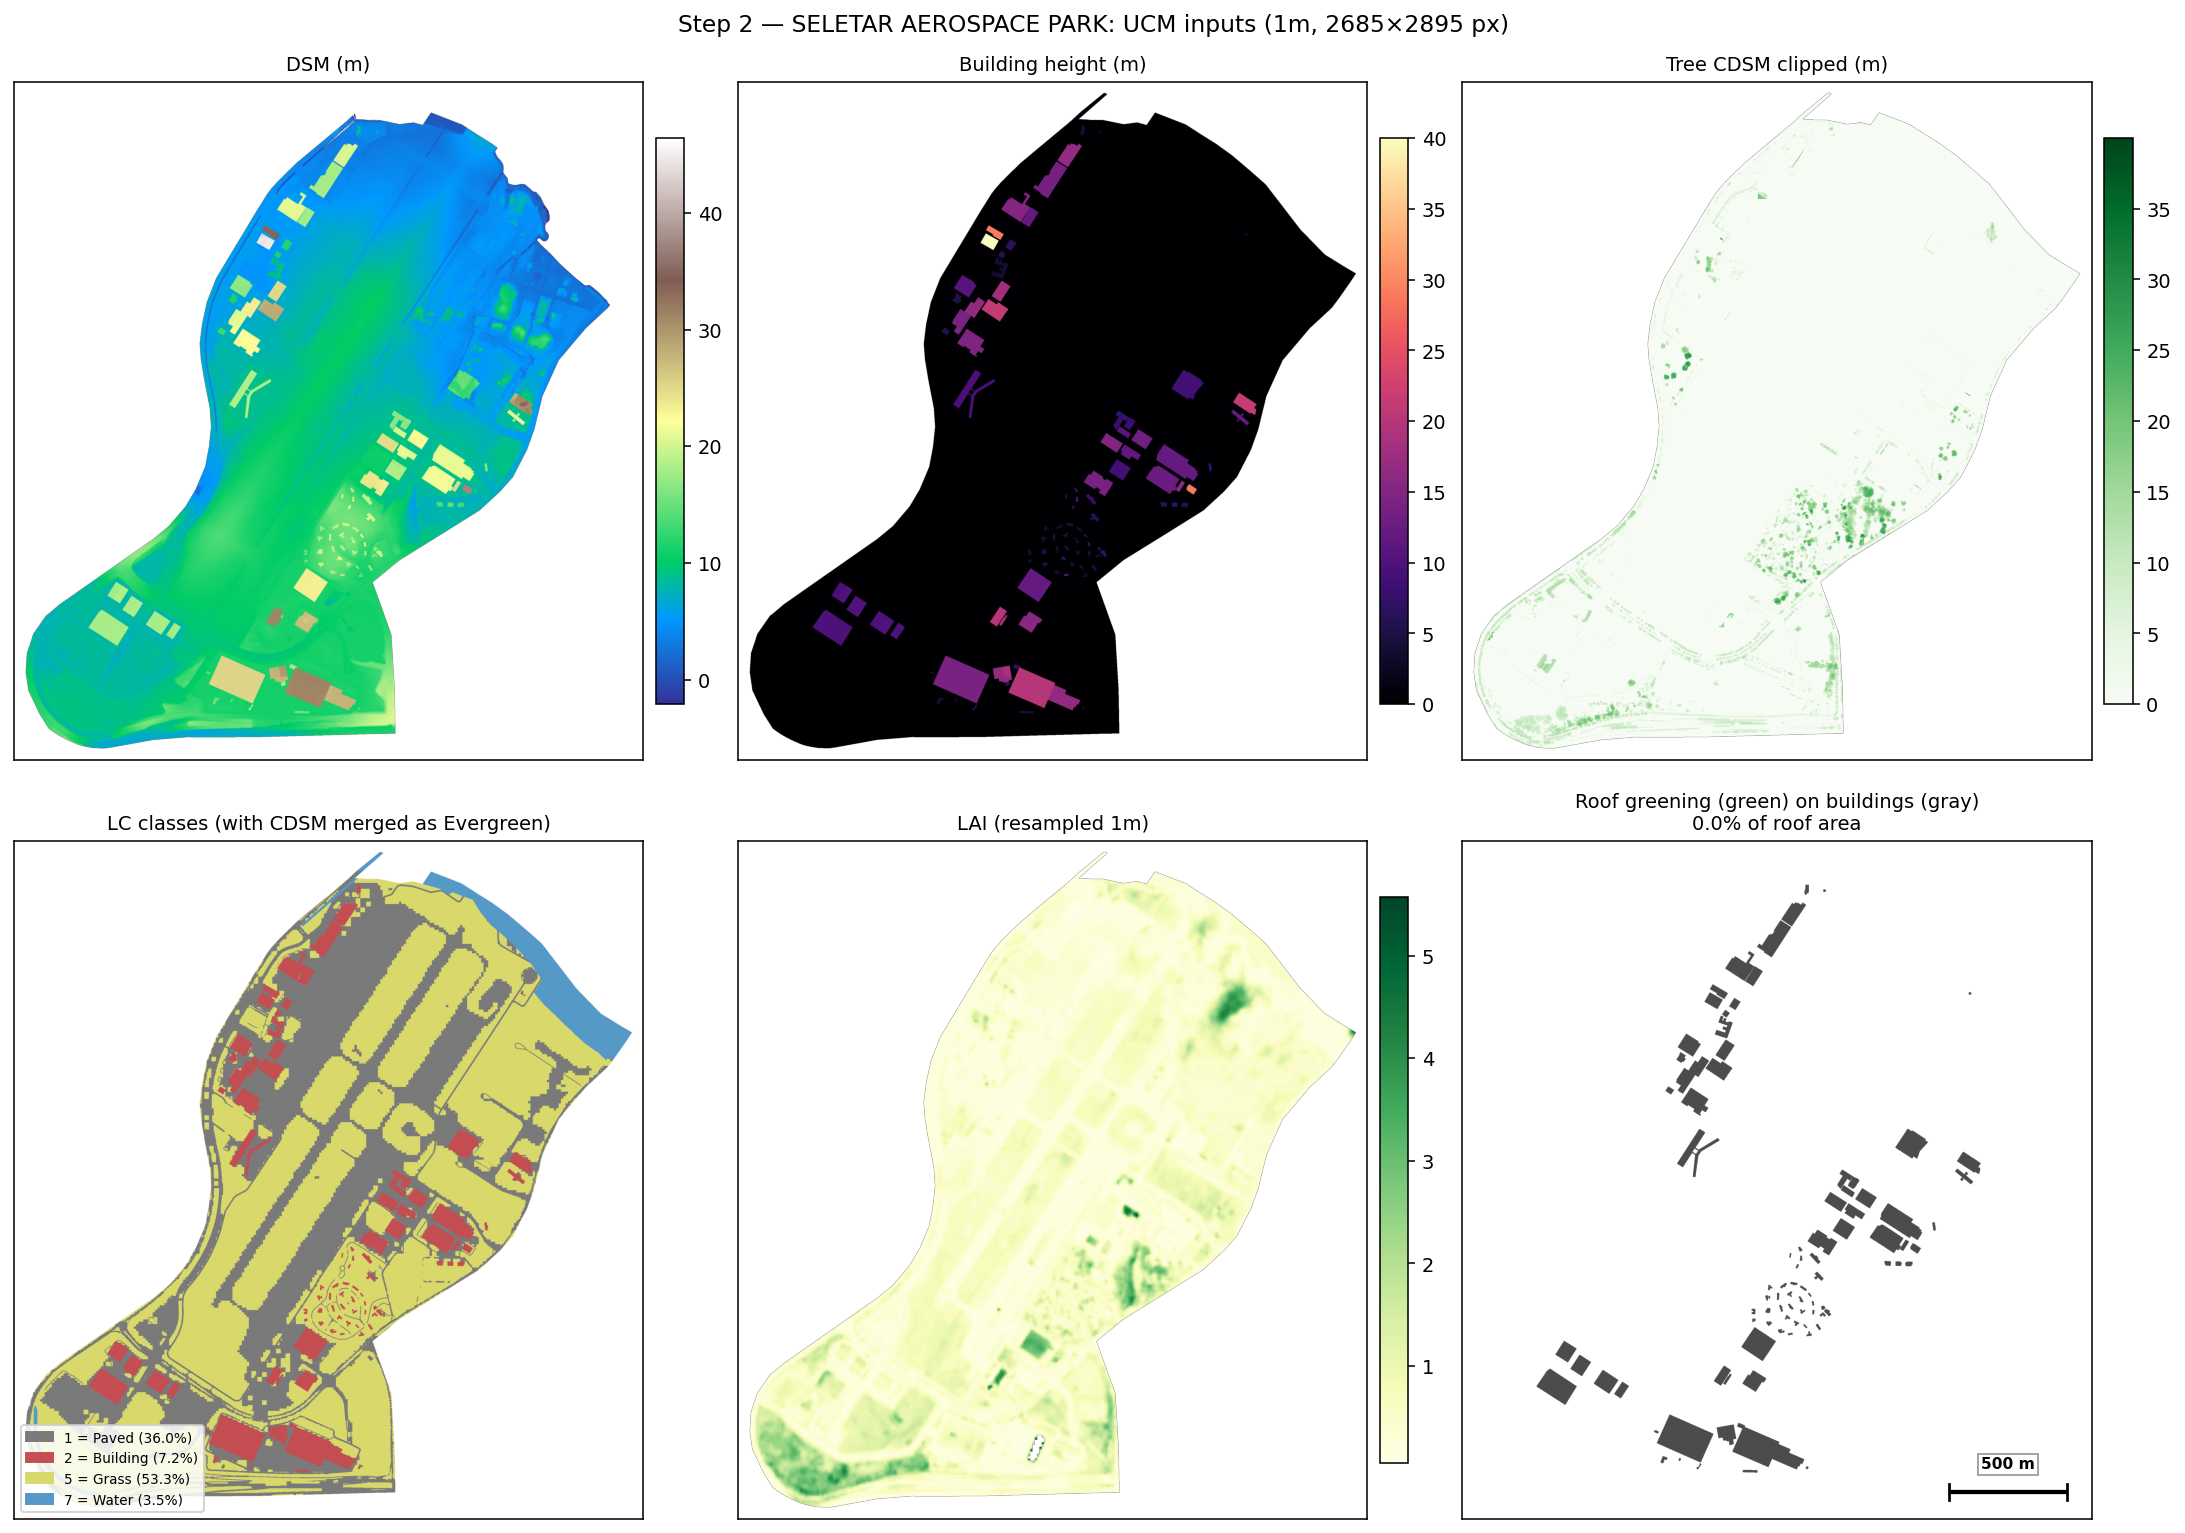 Step 2 — SELETAR AEROSPACE PARK: UCM inputs (1m, 2685×2895 px)
DSM (m)
40
30
20
10
0
Building height (m)
40
35
30
25
20
15
10
5
0
Tree CDSM clipped (m)
35
30
25
20
15
10
5
0
LC classes (with CDSM merged as Evergreen)
1 = Paved (36.0%)
2 = Building (7.2%)
5 = Grass (53.3%)
7 = Water (3.5%)
LAI (resampled 1m)
5
4
3
2
1
Roof greening (green) on buildings (gray)
0.0% of roof area
500 m